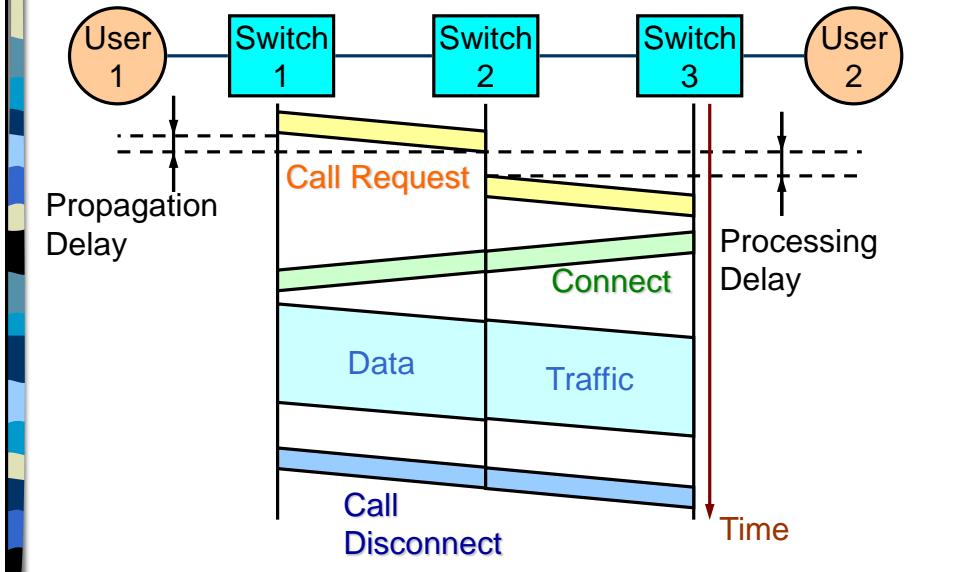 User
1
Switch
1
Switch
2
Switch
3
User
2
Call Request
Propagation
Delay
Processing
Delay
Connect
Data
Traffic
Call
Disconnect
Time